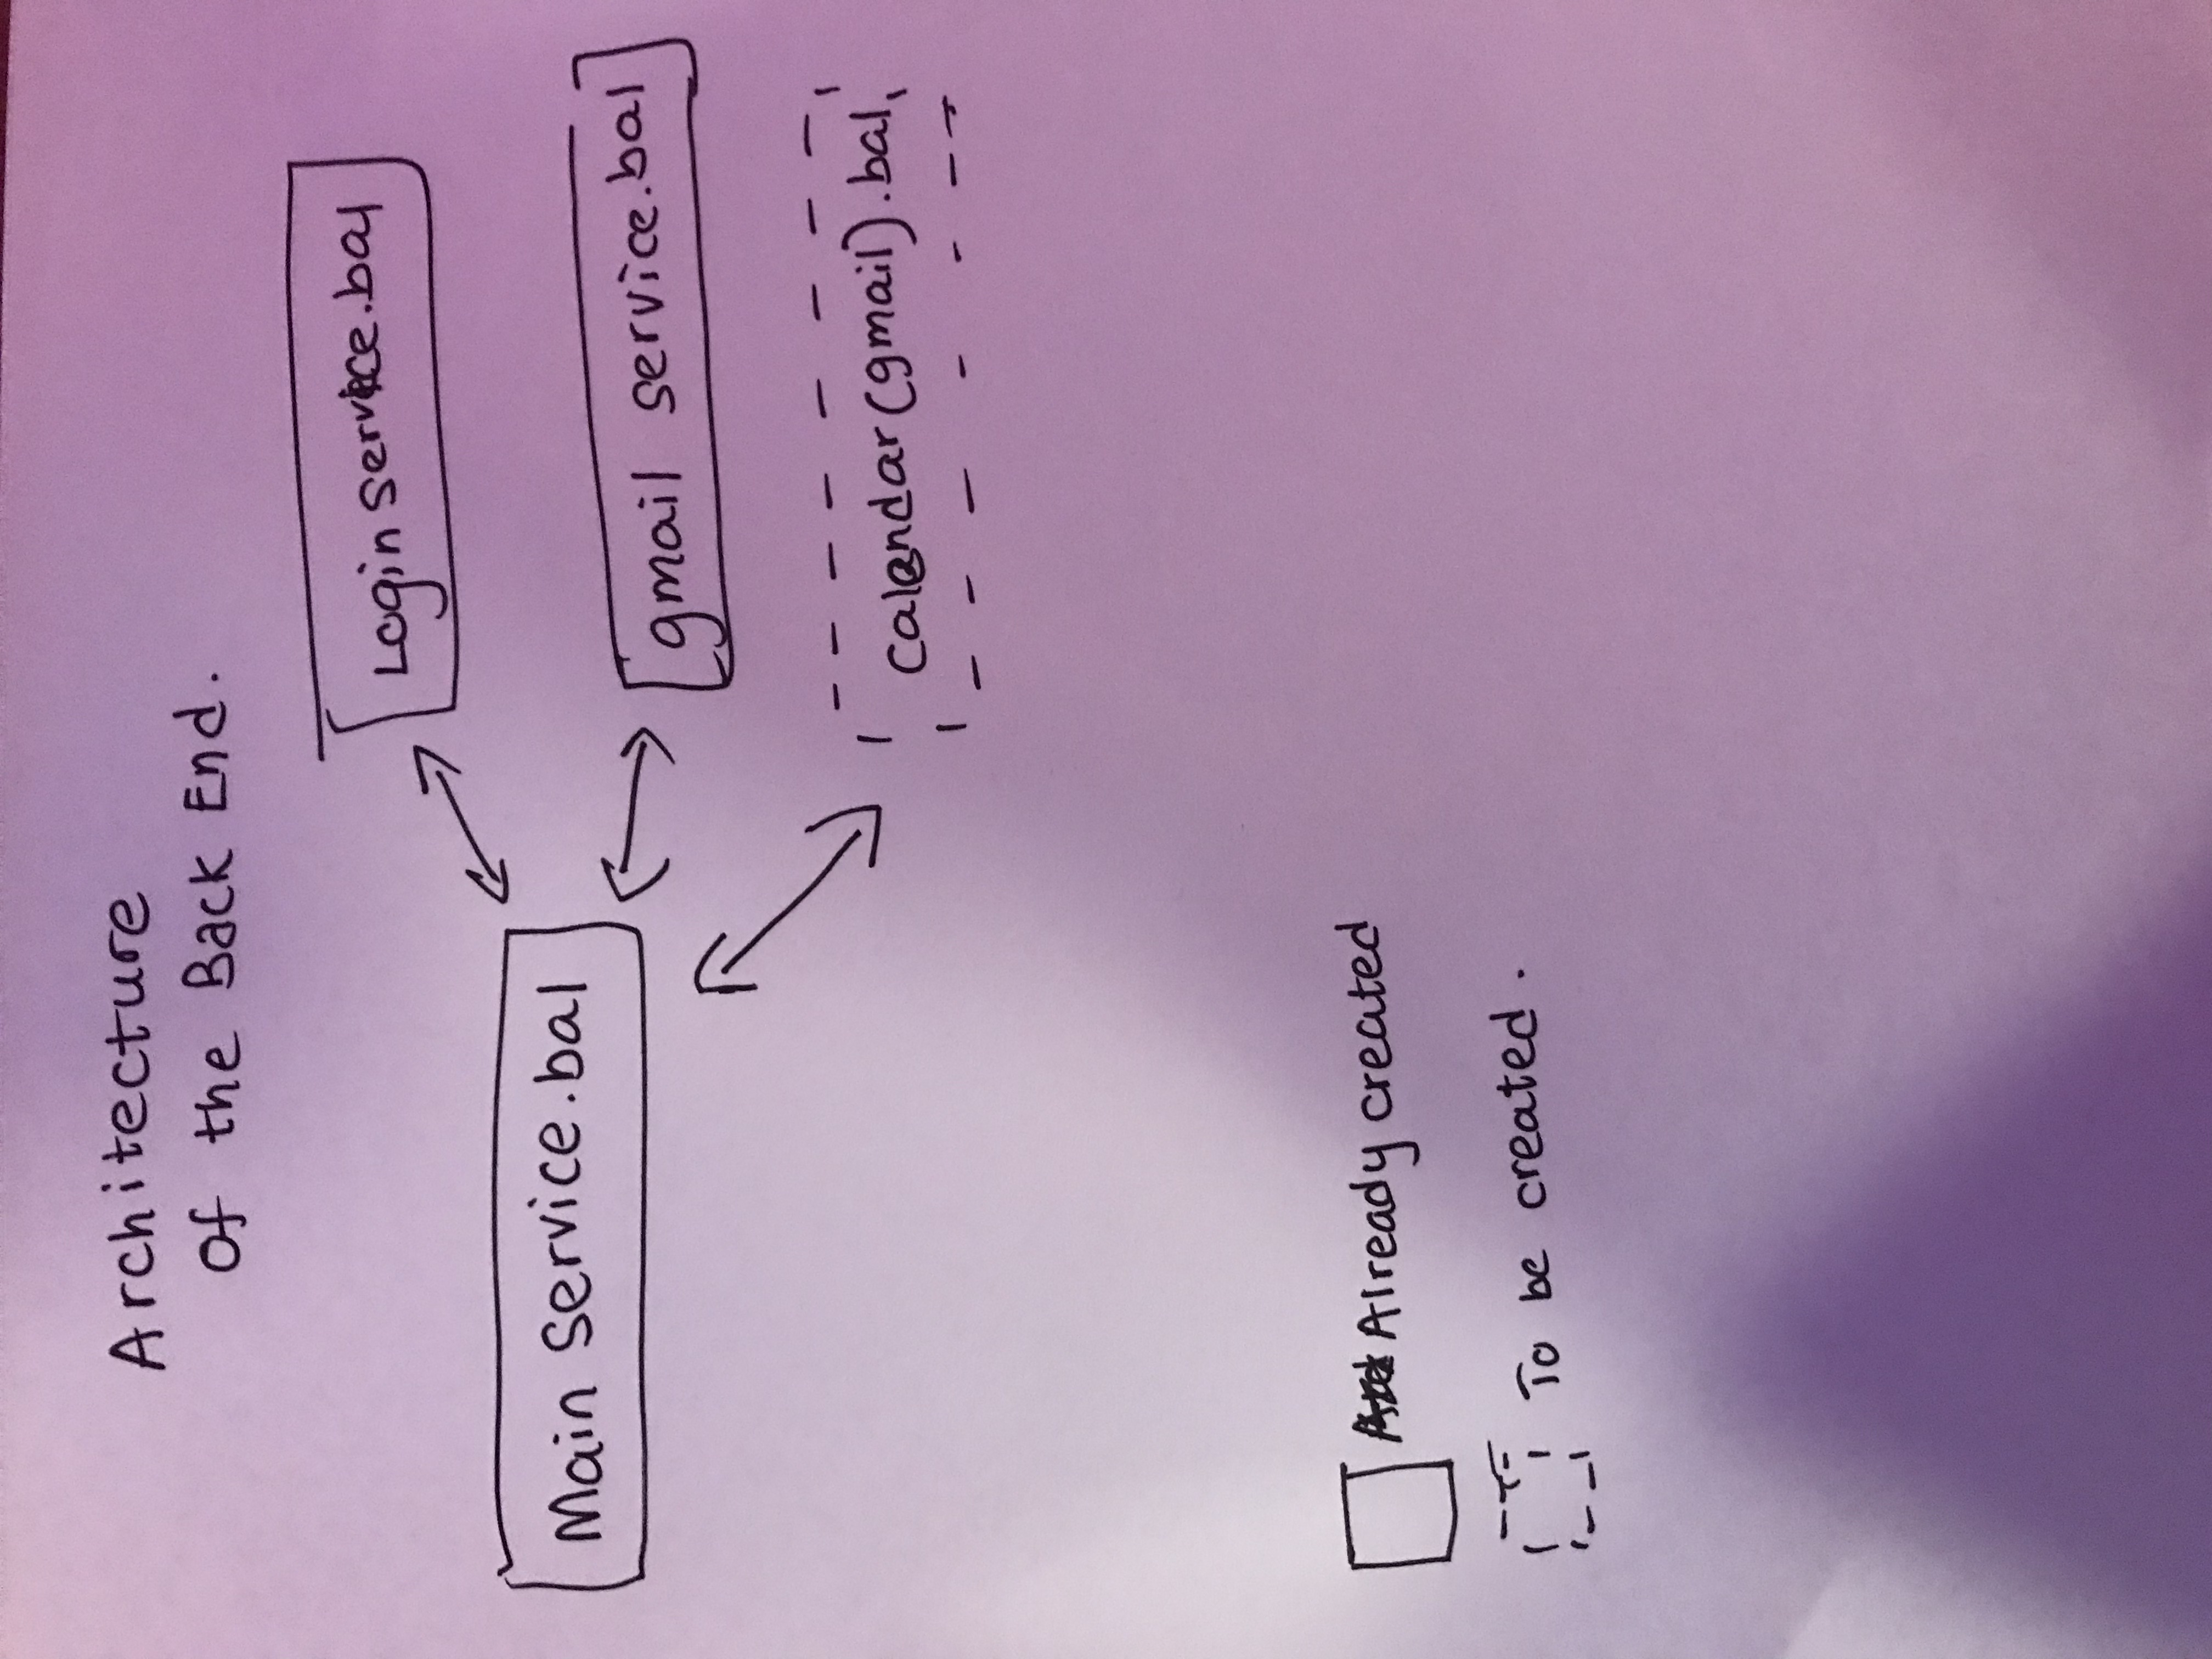 Architecture
Of the Back End.
Login service.bal
Main Service.bal
gmail service.bal
calendar(gmail).bal
Already created
To be created.